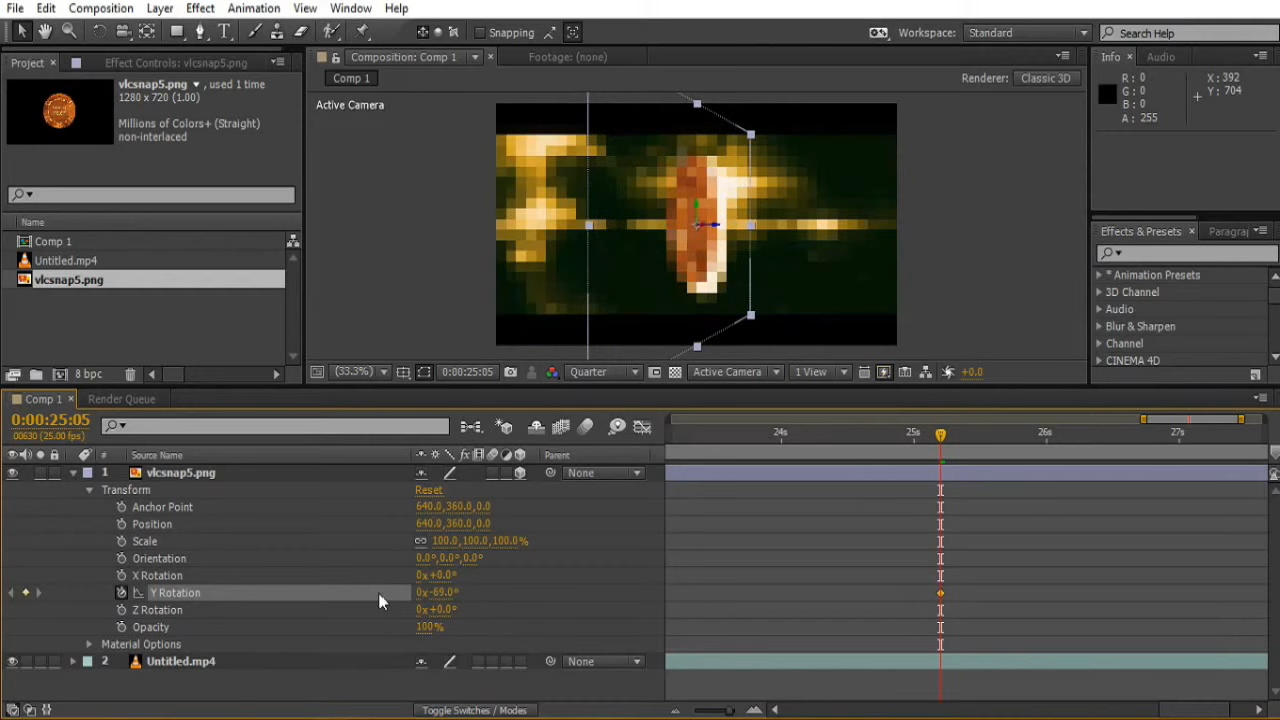 File Edit Composition Layer Effect Animation View Window Help
Snapping
Workspace: Standard
Search Help
Project
Effect Controls: vlcsnap5.png
Composition: Comp 1
Footage: (none)
Info
Audio
vlcsnap5.png , used 1 time
1280 x 720 (1.00)
Millions of Colors+ (Straight)
non-interlaced
Comp 1
Renderer: Classic 3D
Active Camera
R: 0
G: 0
B: 0
A: 255
X: 392
Y: 704
Name
Comp 1
Untitled.mp4
vlcsnap5.png
Effects & Presets
Paragraph
* Animation Presets
3D Channel
Audio
Blur & Sharpen
Channel
CINEMA 4D
8 bpc
(33.3%)
0:00:25:05
Quarter
Active Camera
1 View
+0.0
Comp 1
Render Queue
0:00:25:05
00630 (25.00 fps)
24s
25s
26s
27s
# Source Name
Parent
1 vlcsnap5.png
None
Transform
Reset
Anchor Point
640.0,360.0,0.0
Position
640.0,360.0,0.0
Scale
100.0,100.0,100.0%
Orientation
0.0°,0.0°,0.0°
X Rotation
0x+0.0°
Y Rotation
0x-69.0°
Z Rotation
0x+0.0°
Opacity
100%
Material Options
2 Untitled.mp4
None
Toggle Switches / Modes